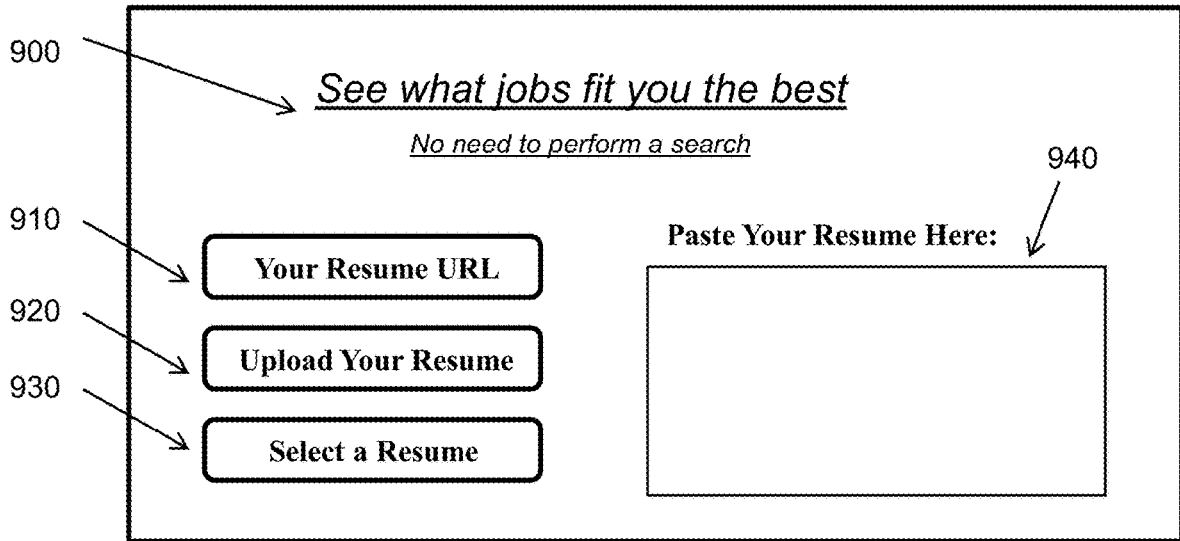 900
See what jobs fit you the best
No need to perform a search
940
910
Paste Your Resume Here:
Your Resume URL
920
Upload Your Resume
930
Select a Resume